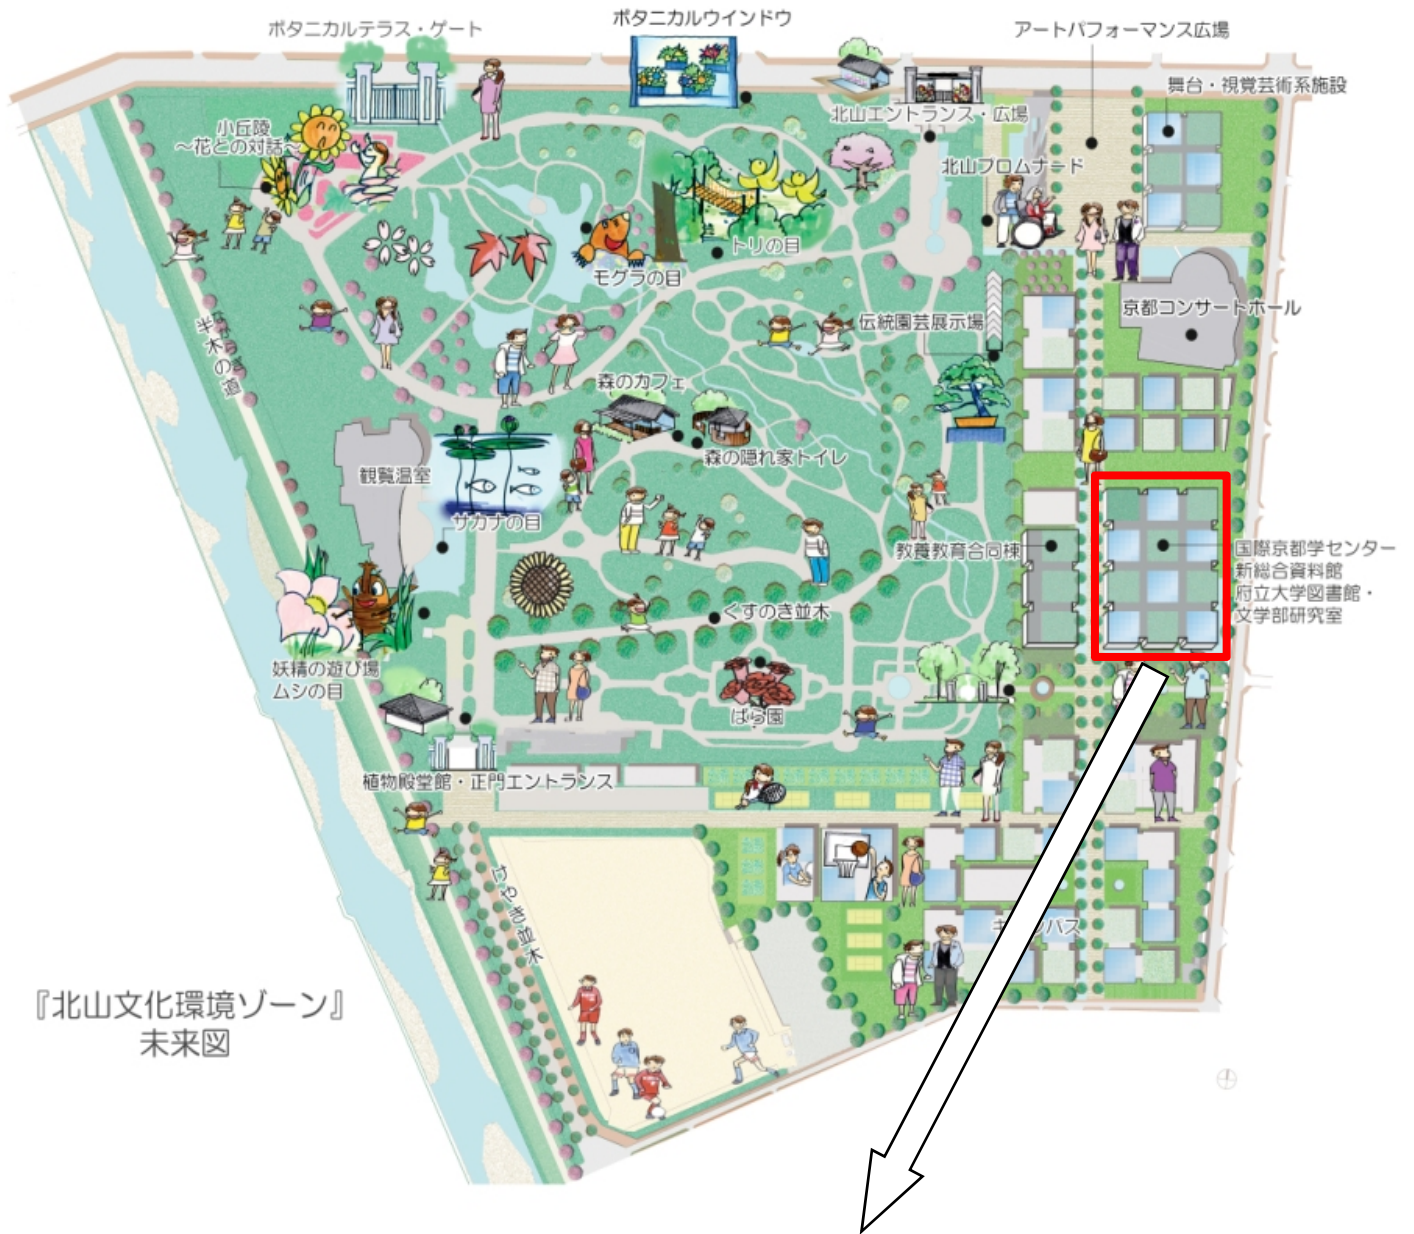 ボタニカルテラス・ゲート
ボタニカルウインドウ
アートパフォーマンス広場
舞台・視覚芸術系施設
北山エントランス・広場
小丘陵
～花との対話～
北山プロムナード
トリの目
モグラの目
京都コンサートホール
伝統園芸展示場
半木の道
なからぎ
森のカフェ
森の隠れ家トイレ
観覧温室
サカナの目
教養教育合同棟
国際京都学センター
新総合資料館
府立大学図書館・
文学部研究室
くすのき並木
妖精の遊び場
ムシの目
ばら園
植物殿堂館・正門エントランス
けやき並木
『北山文化環境ゾーン』
未来図